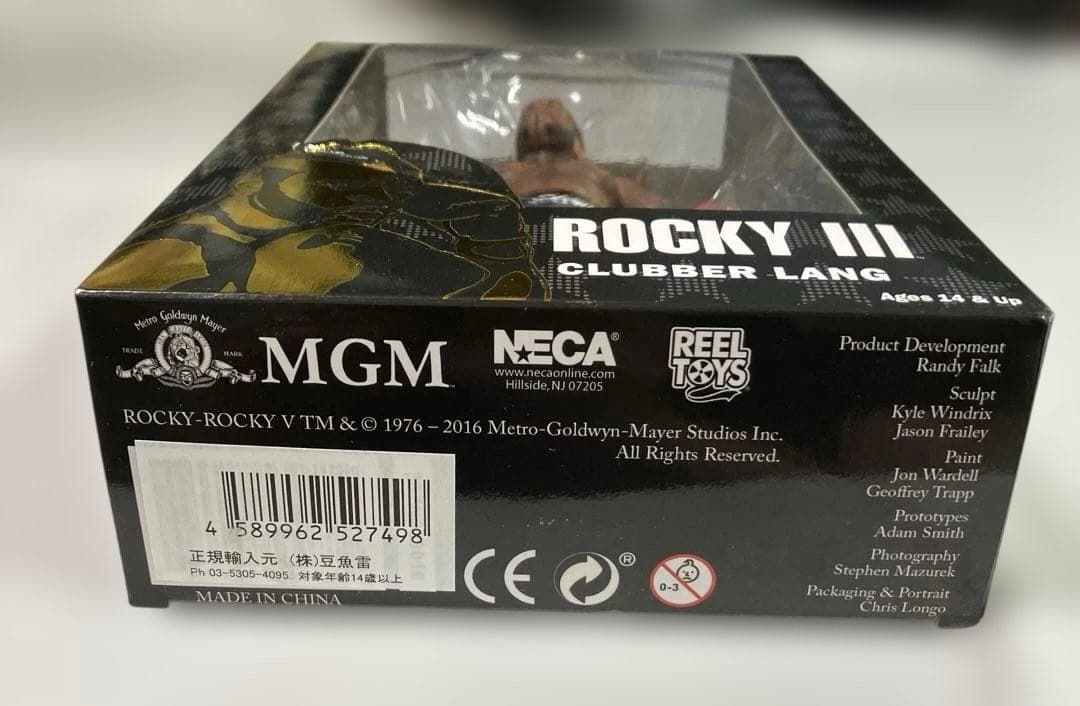 ROCKY III
CLUBBER LANG
Ages 14 & Up
Metro Goldwyn Mayer
TRADE MARK
MGM
TM
NECA®
www.necaonline.com
Hillside, NJ 07205
REEL
TOYS
ROCKY-ROCKY V TM & © 1976 – 2016 Metro-Goldwyn-Mayer Studios Inc.
All Rights Reserved.
Product Development
Randy Falk
Sculpt
Kyle Windrix
Jason Frailey
Paint
Jon Wardell
Geoffrey Trapp
Prototypes
Adam Smith
Photography
Stephen Mazurek
Packaging & Portrait
Chris Longo
4 589962 527498
正規輸入元 (株)豆魚雷
Ph 03-5305-4095 対象年齢14歳以上
MADE IN CHINA
CE
®
0-3